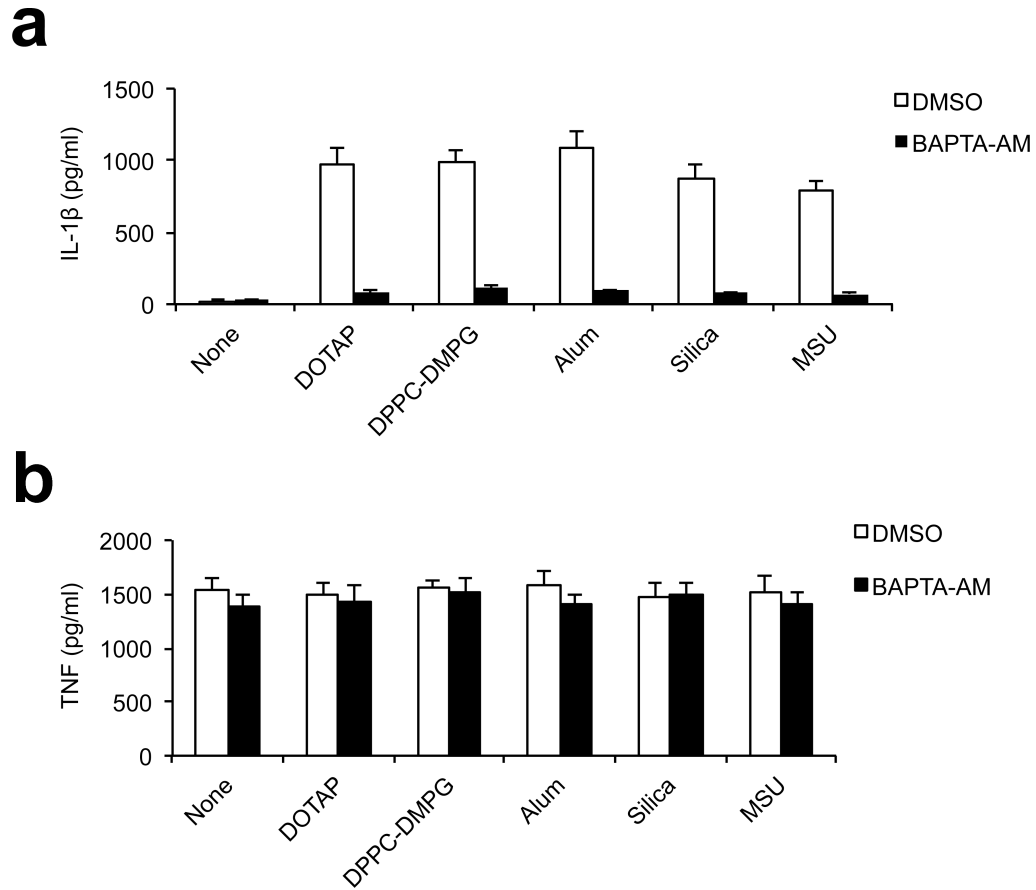 a
1500
1000
500
0
IL-1β (pg/ml)
DMSO
BAPTA-AM
None
DOTAP
DPPC-DMPG
Alum
Silica
MSU
b
2000
1500
1000
500
0
TNF (pg/ml)
DMSO
BAPTA-AM
None
DOTAP
DPPC-DMPG
Alum
Silica
MSU